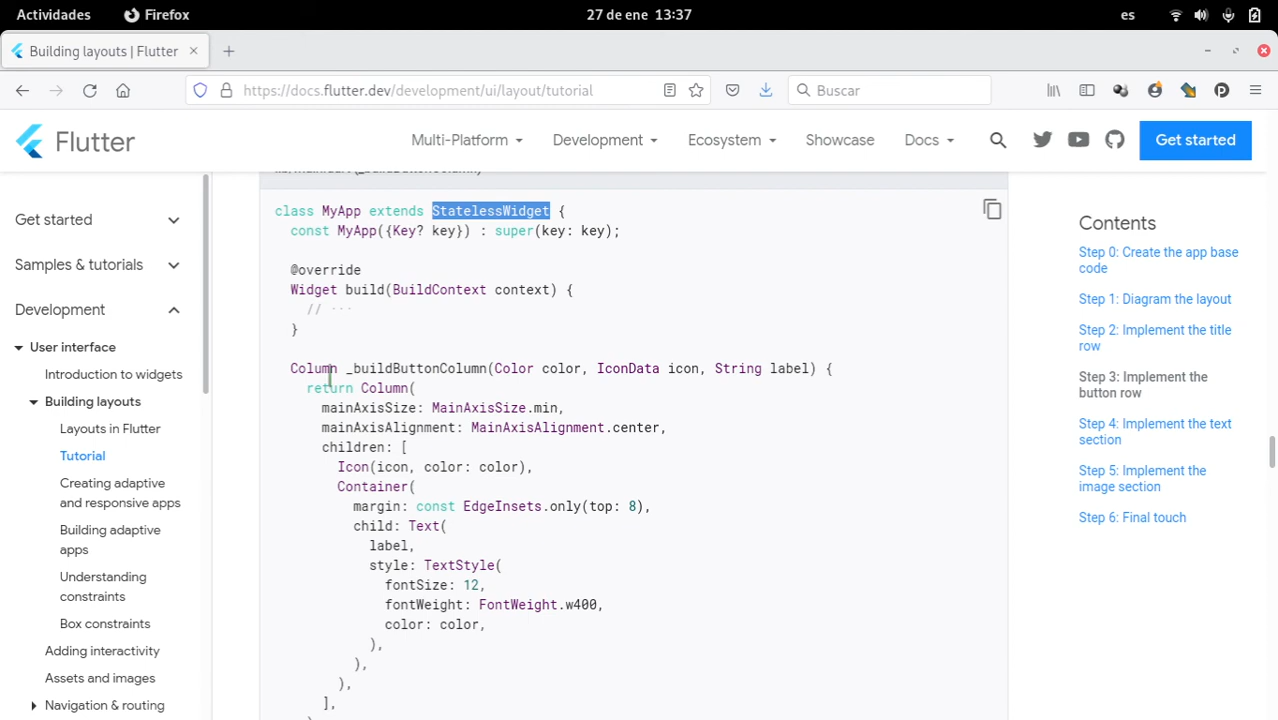 Actividades
Firefox
27 de ene 13:37
es
Building layouts | Flutter
https://docs.flutter.dev/development/ui/layout/tutorial
Buscar
Flutter
Multi-Platform
Development
Ecosystem
Showcase
Docs
Get started
Get started
Samples & tutorials
Development
User interface
Introduction to widgets
Building layouts
Layouts in Flutter
Tutorial
Creating adaptive
and responsive apps
Building adaptive
apps
Understanding
constraints
Box constraints
Adding interactivity
Assets and images
Navigation & routing
class MyApp extends StatelessWidget {
const MyApp({Key? key}) : super(key: key);
@override
Widget build(BuildContext context) {
// ···
}
Column _buildButtonColumn(Color color, IconData icon, String label) {
return Column(
mainAxisSize: MainAxisSize.min,
mainAxisAlignment: MainAxisAlignment.center,
children: [
Icon(icon, color: color),
Container(
margin: const EdgeInsets.only(top: 8),
child: Text(
label,
style: TextStyle(
fontSize: 12,
fontWeight: FontWeight.w400,
color: color,
),
),
),
],
Contents
Step 0: Create the app base
code
Step 1: Diagram the layout
Step 2: Implement the title
row
Step 3: Implement the
button row
Step 4: Implement the text
section
Step 5: Implement the
image section
Step 6: Final touch